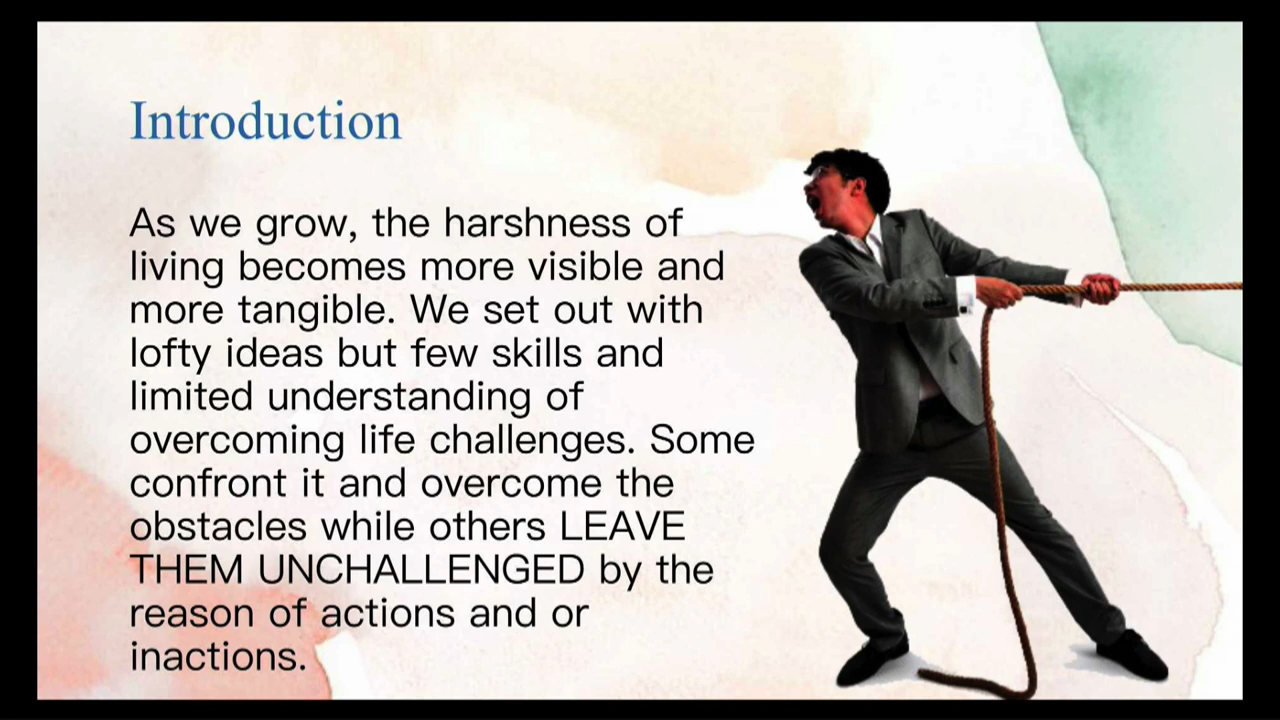 Introduction
As we grow, the harshness of
living becomes more visible and
more tangible. We set out with
lofty ideas but few skills and
limited understanding of
overcoming life challenges. Some
confront it and overcome the
obstacles while others LEAVE
THEM UNCHALLENGED by the
reason of actions and or
inactions.